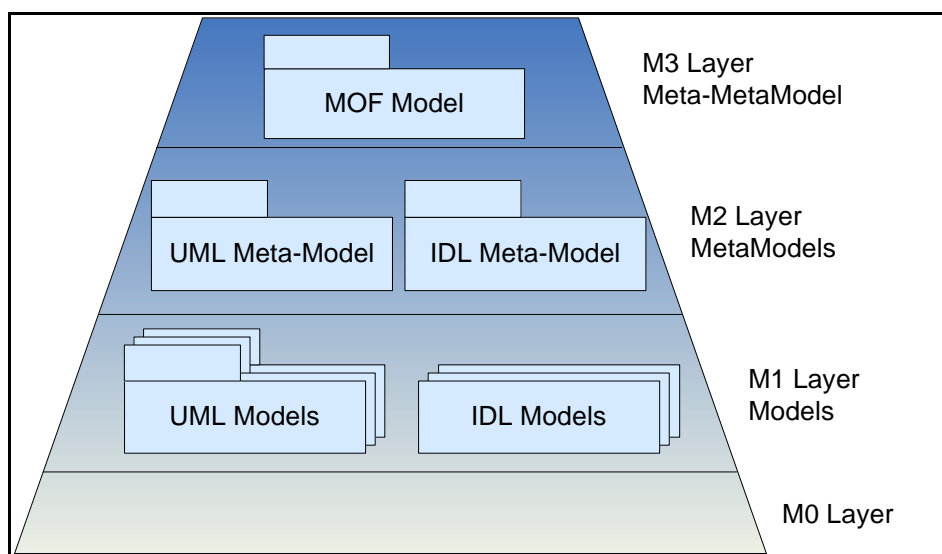 MOF Model
M3 Layer
Meta-MetaModel
UML Meta-Model
IDL Meta-Model
M2 Layer
MetaModels
UML Models
IDL Models
M1 Layer
Models
M0 Layer